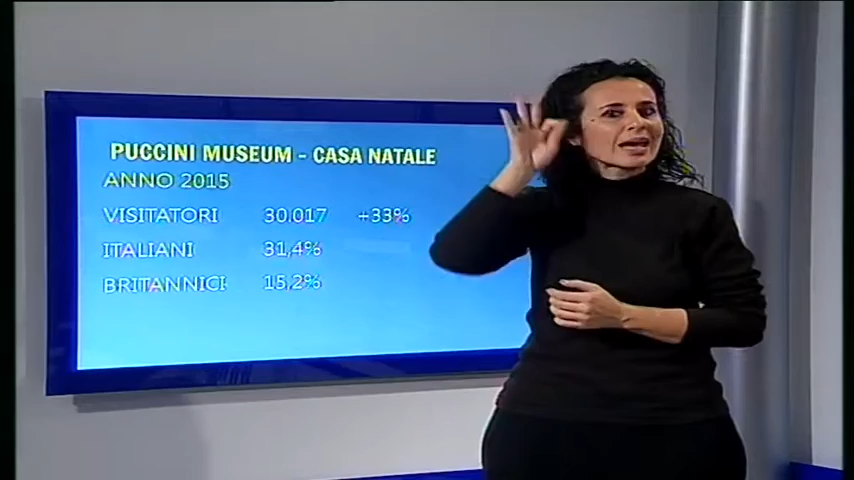 PUCCINI MUSEUM - CASA NATALE
ANNO 2015
VISITATORI 30.017 +33%
ITALIANI 31,4%
BRITANNICI 15,2%